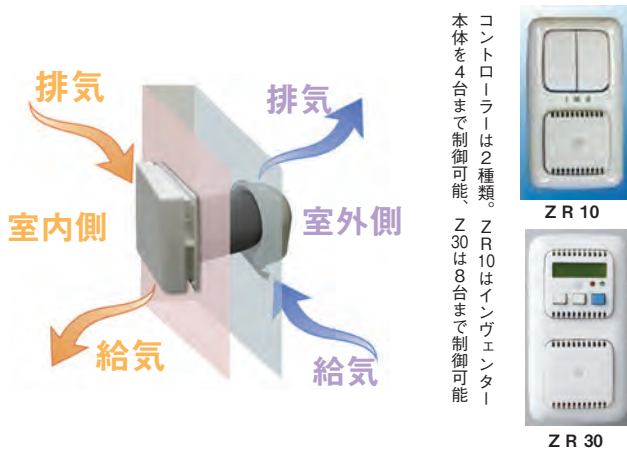 排気
排気
室内側
室外側
給気
給気
コントローラーは2種類。ZR10はインヴェンター
本体を4台まで制御可能、Z30は8台まで制御可能
I M II
Z R 10
Z R 30